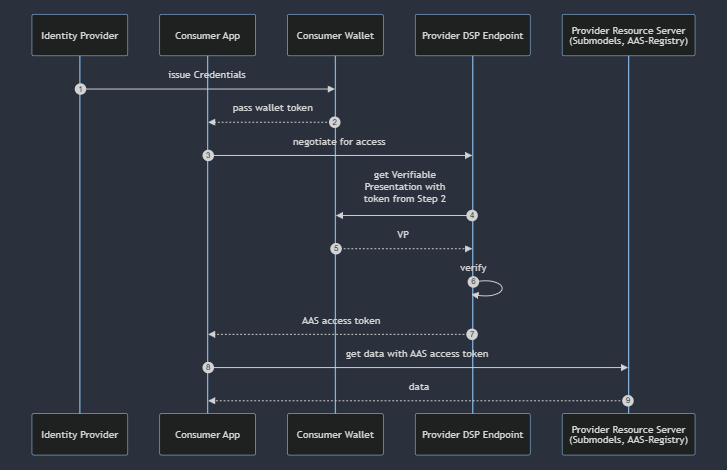 Identity Provider
Consumer App
Consumer Wallet
Provider DSP Endpoint
Provider Resource Server
(Submodels, AAS-Registry)
issue Credentials
1
pass wallet token
2
negotiate for access
3
get Verifiable
Presentation with
token from Step 2
4
VP
5
verify
6
AAS access token
7
get data with AAS access token
8
data
9
Identity Provider
Consumer App
Consumer Wallet
Provider DSP Endpoint
Provider Resource Server
(Submodels, AAS-Registry)